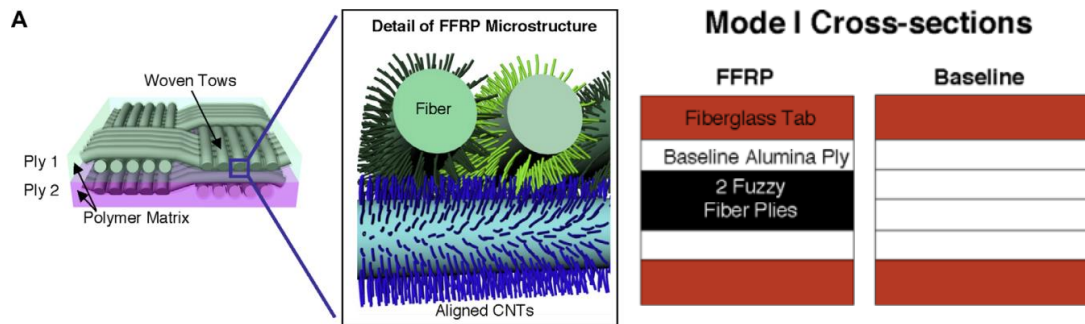 A
Detail of FFRP Microstructure
Woven Tows
Fiber
Ply 1
Ply 2
Polymer Matrix
Aligned CNTs
Mode I Cross-sections
FFRP
Baseline
Fiberglass Tab
Baseline Alumina Ply
2 Fuzzy
Fiber Plies